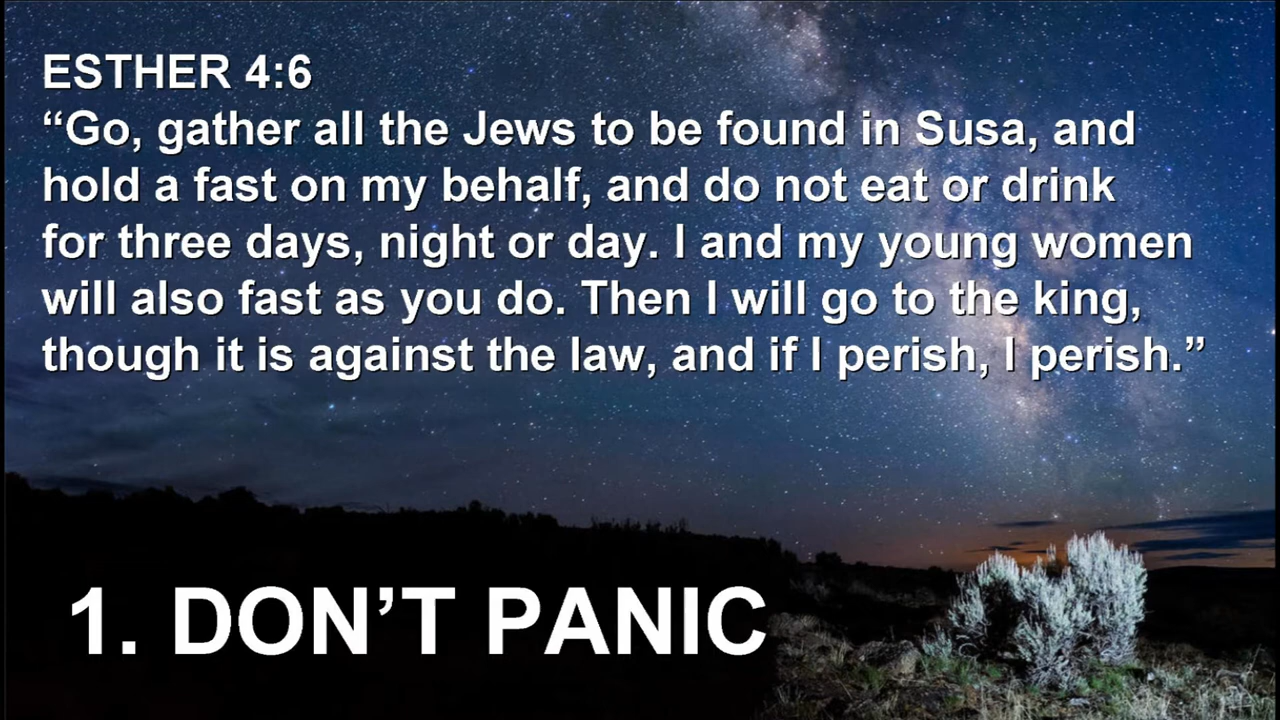 ESTHER 4:6
“Go, gather all the Jews to be found in Susa, and
hold a fast on my behalf, and do not eat or drink
for three days, night or day. I and my young women
will also fast as you do. Then I will go to the king,
though it is against the law, and if I perish, I perish.”
1. DON’T PANIC